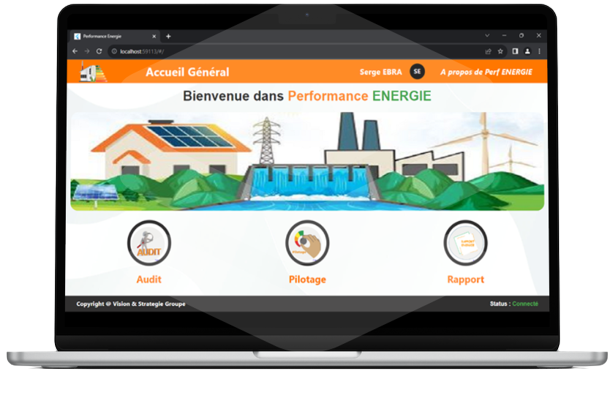 Performance Energie
localhost:59113/#/
Accueil Général
Serge EBRA
SE
A propos de Perf ENERGIE
Bienvenue dans Performance ENERGIE
AUDIT
Audit
Pilotage
Rapport
Copyright @ Vision & Strategie Groupe
Status : Connecté